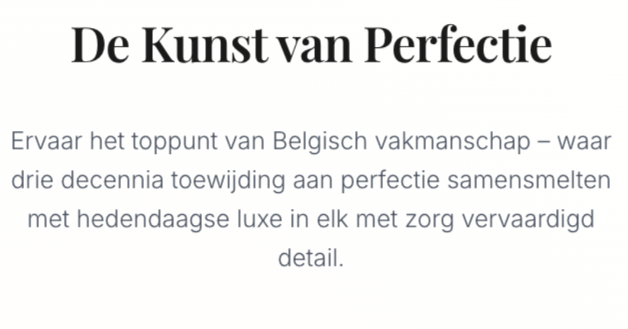 De Kunst van Perfectie
Ervaar het toppunt van Belgisch vakmanschap – waar
drie decennia toewijding aan perfectie samensmelten
met hedendaagse luxe in elk met zorg vervaardigd
detail.